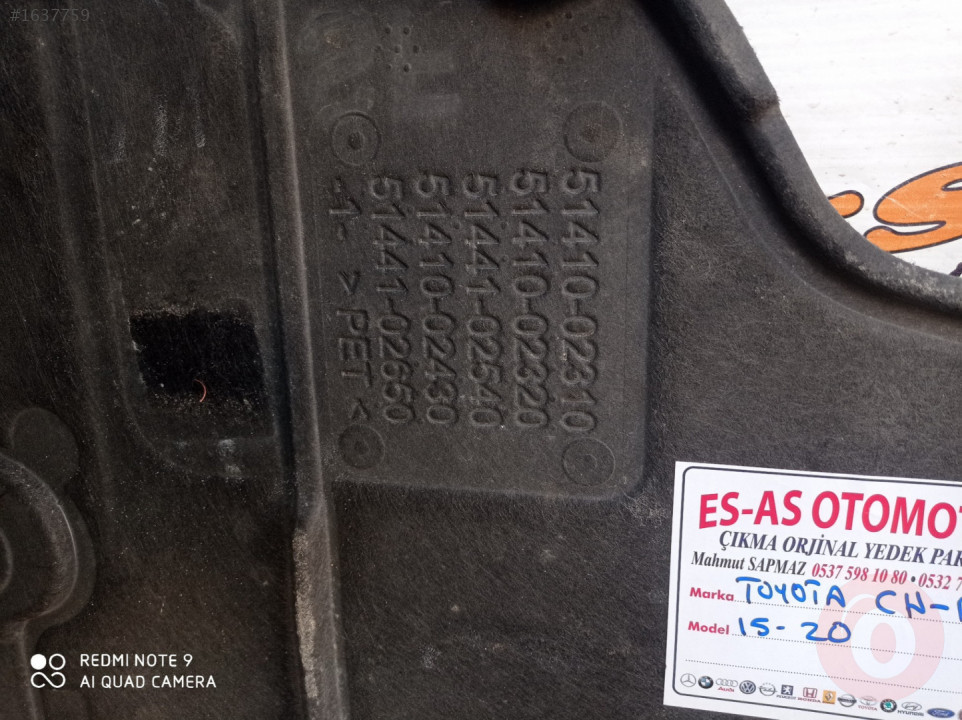 #1637759
51410-02310
51410-02320
51441-02540
51410-02430
51441-02650
-1- >PET<
ES-AS OTOMOT
ÇIKMA ORJİNAL YEDEK PAR
Mahmut SAPMAZ 0537 598 10 80 • 0532 7
Marka TOYOTA CH-
Model 15-20
REDMI NOTE 9
AI QUAD CAMERA